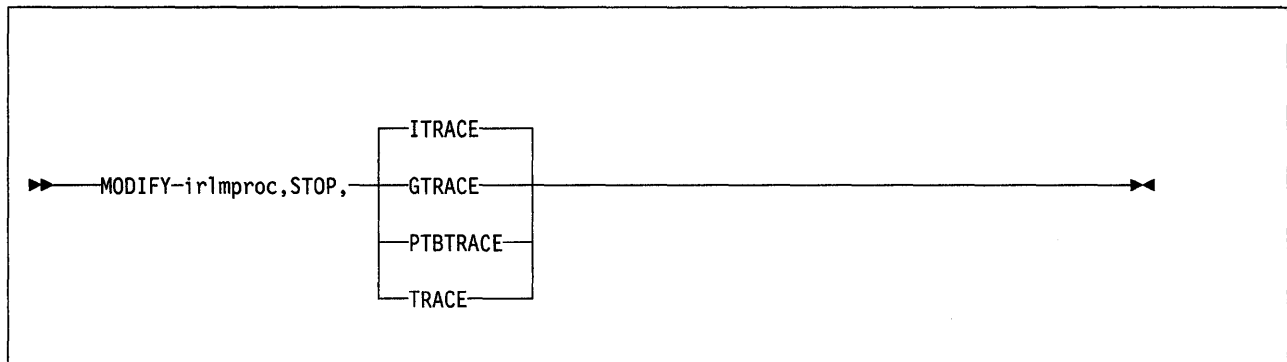 ITRACE
MODIFY-irlmproc,STOP, GTRACE
PTBTRACE
TRACE